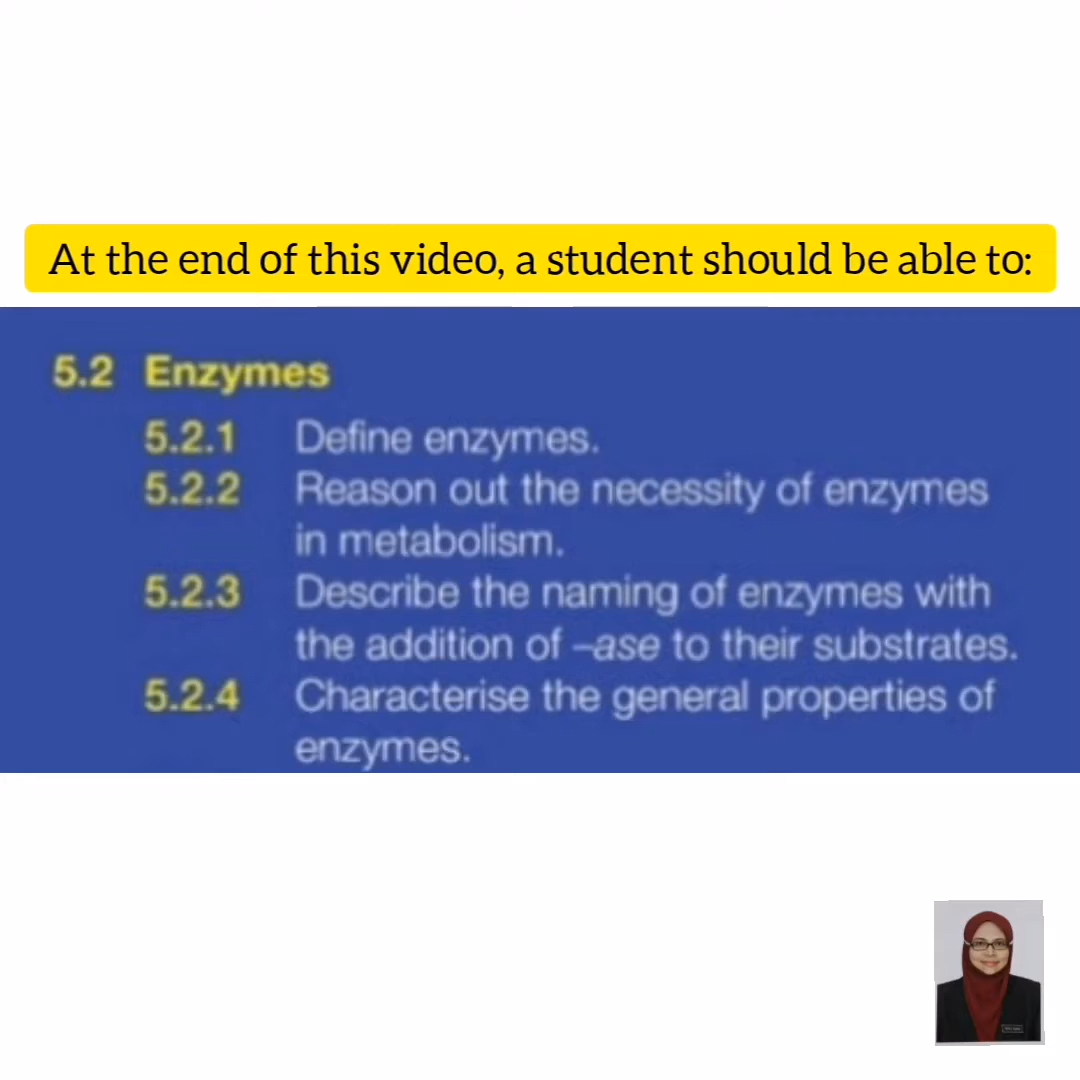 At the end of this video, a student should be able to:
5.2 Enzymes
5.2.1 Define enzymes.
5.2.2 Reason out the necessity of enzymes
in metabolism.
5.2.3 Describe the naming of enzymes with
the addition of –ase to their substrates.
5.2.4 Characterise the general properties of
enzymes.